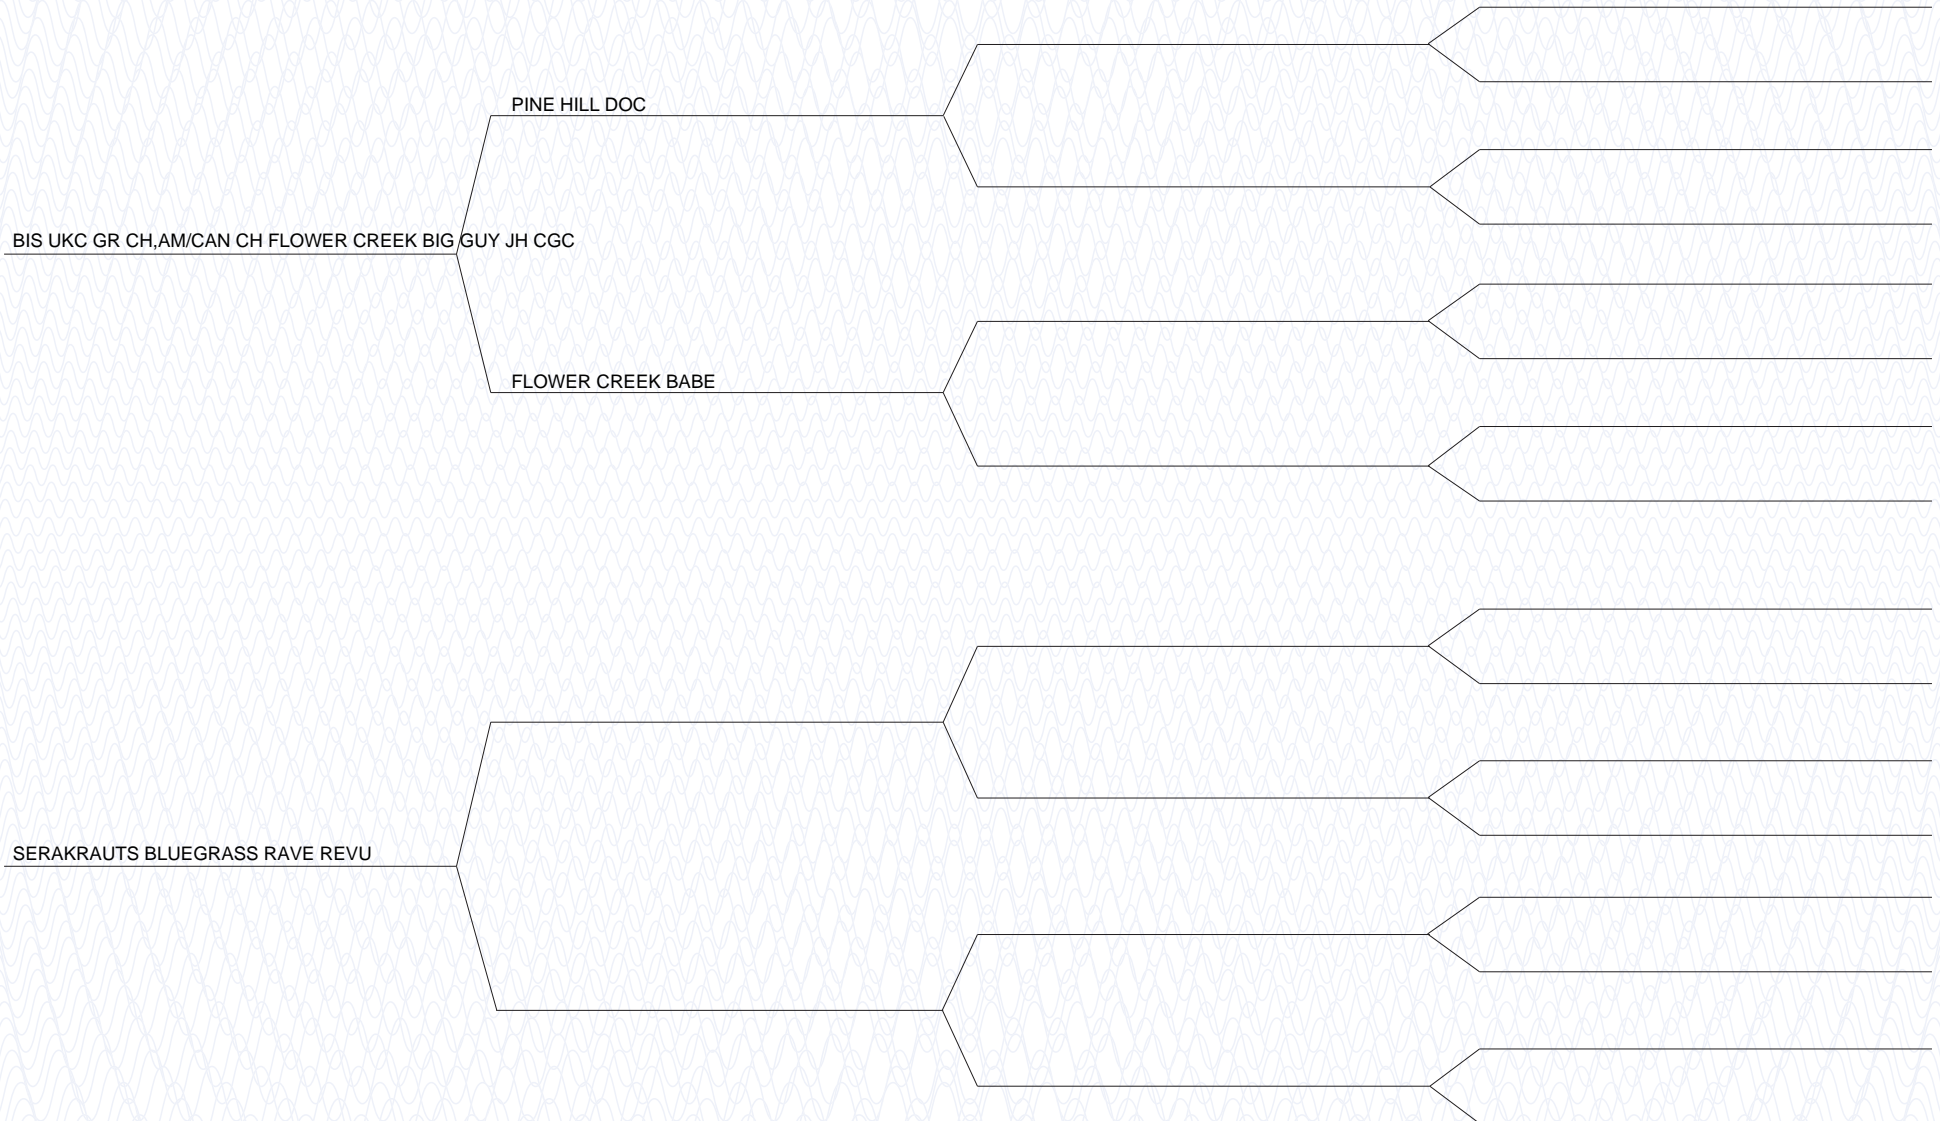 PINE HILL DOC
BIS UKC GR CH,AM/CAN CH FLOWER CREEK BIG GUY JH CGC
FLOWER CREEK BABE
SERAKRAUTS BLUEGRASS RAVE REVU